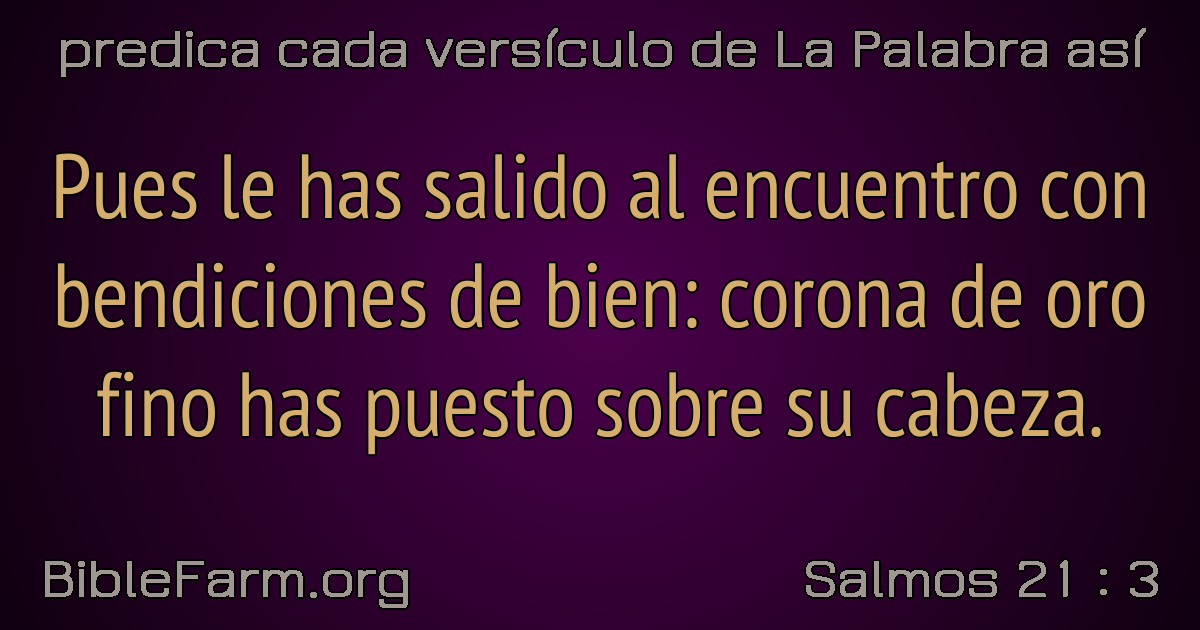 predica cada versículo de La Palabra así
Pues le has salido al encuentro con
bendiciones de bien: corona de oro
fino has puesto sobre su cabeza.
BibleFarm.org
Salmos 21 : 3